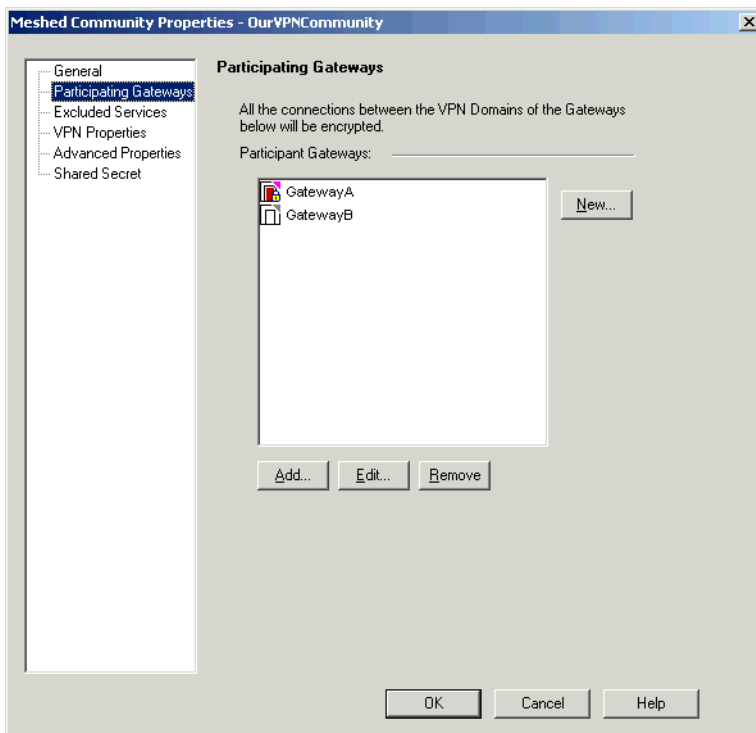 Meshed Community Properties - OurVPNCommunity
General
Participating Gateways
Excluded Services
VPN Properties
Advanced Properties
Shared Secret
Participating Gateways
All the connections between the VPN Domains of the Gateways
below will be encrypted.
Participant Gateways:
GatewayA
GatewayB
New...
Add...
Edit...
Remove
OK
Cancel
Help